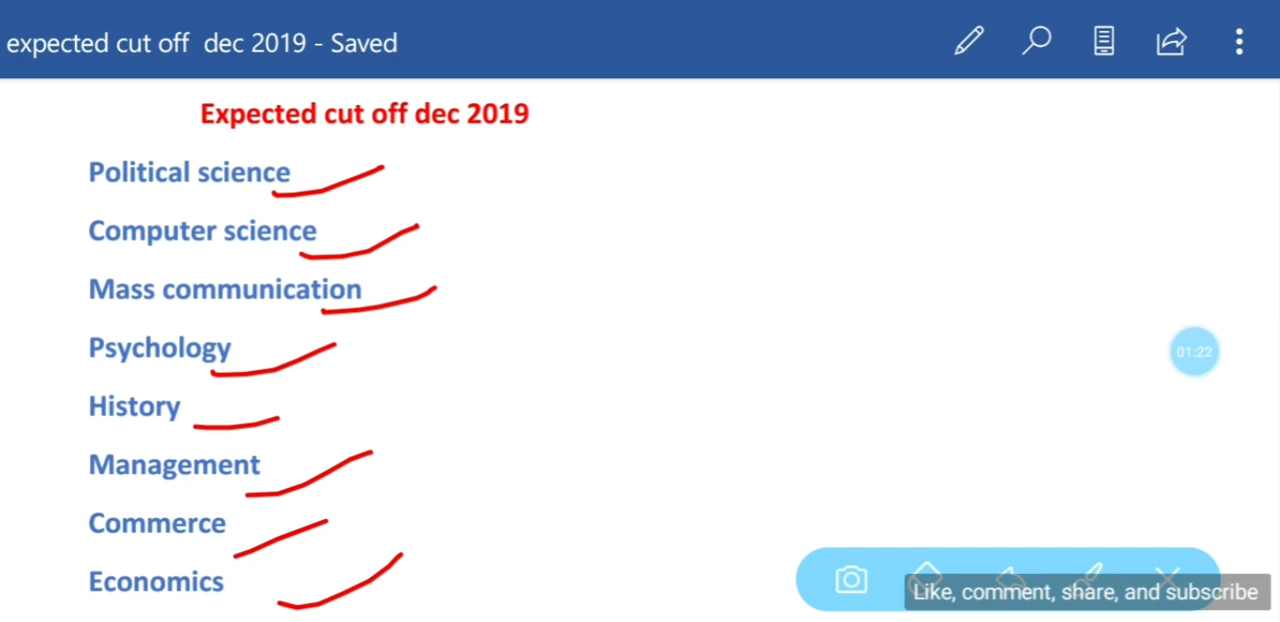 expected cut off  dec 2019 - Saved
Expected cut off dec 2019
Political science
Computer science
Mass communication
Psychology
01:22
History
Management
Commerce
Economics
Like, comment, share, and subscribe